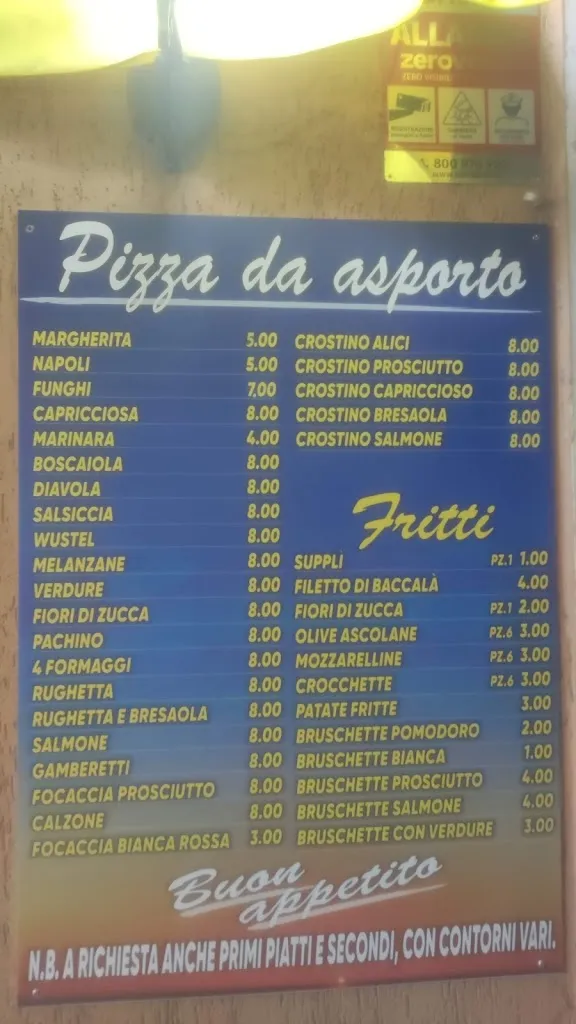 ALLA
zerov
800
Pizza da asporto
MARGHERITA 5.00
NAPOLI 5.00
FUNGHI 7.00
CAPRICCIOSA 8.00
MARINARA 4.00
BOSCAIOLA 8.00
DIAVOLA 8.00
SALSICCIA 8.00
WUSTEL 8.00
MELANZANE 8.00
VERDURE 8.00
FIORI DI ZUCCA 8.00
PACHINO 8.00
4 FORMAGGI 8.00
RUGHETTA 8.00
RUGHETTA E BRESAOLA 8.00
SALMONE 8.00
GAMBERETTI 8.00
FOCACCIA PROSCIUTTO 8.00
CALZONE 8.00
FOCACCIA BIANCA ROSSA 3.00
CROSTINO ALICI 8.00
CROSTINO PROSCIUTTO 8.00
CROSTINO CAPRICCIOSO 8.00
CROSTINO BRESAOLA 8.00
CROSTINO SALMONE 8.00
Fritti
SUPPLÌ PZ.1 1.00
FILETTO DI BACCALÀ 4.00
FIORI DI ZUCCA PZ.1 2.00
OLIVE ASCOLANE PZ.6 3.00
MOZZARELLINE PZ.6 3.00
CROCCHETTE PZ.6 3.00
PATATE FRITTE 3.00
BRUSCHETTE POMODORO 2.00
BRUSCHETTE BIANCA 1.00
BRUSCHETTE PROSCIUTTO 4.00
BRUSCHETTE SALMONE 4.00
BRUSCHETTE CON VERDURE 3.00
Buon
appetito
N.B. A RICHIESTA ANCHE PRIMI PIATTI E SECONDI, CON CONTORNI VARI.